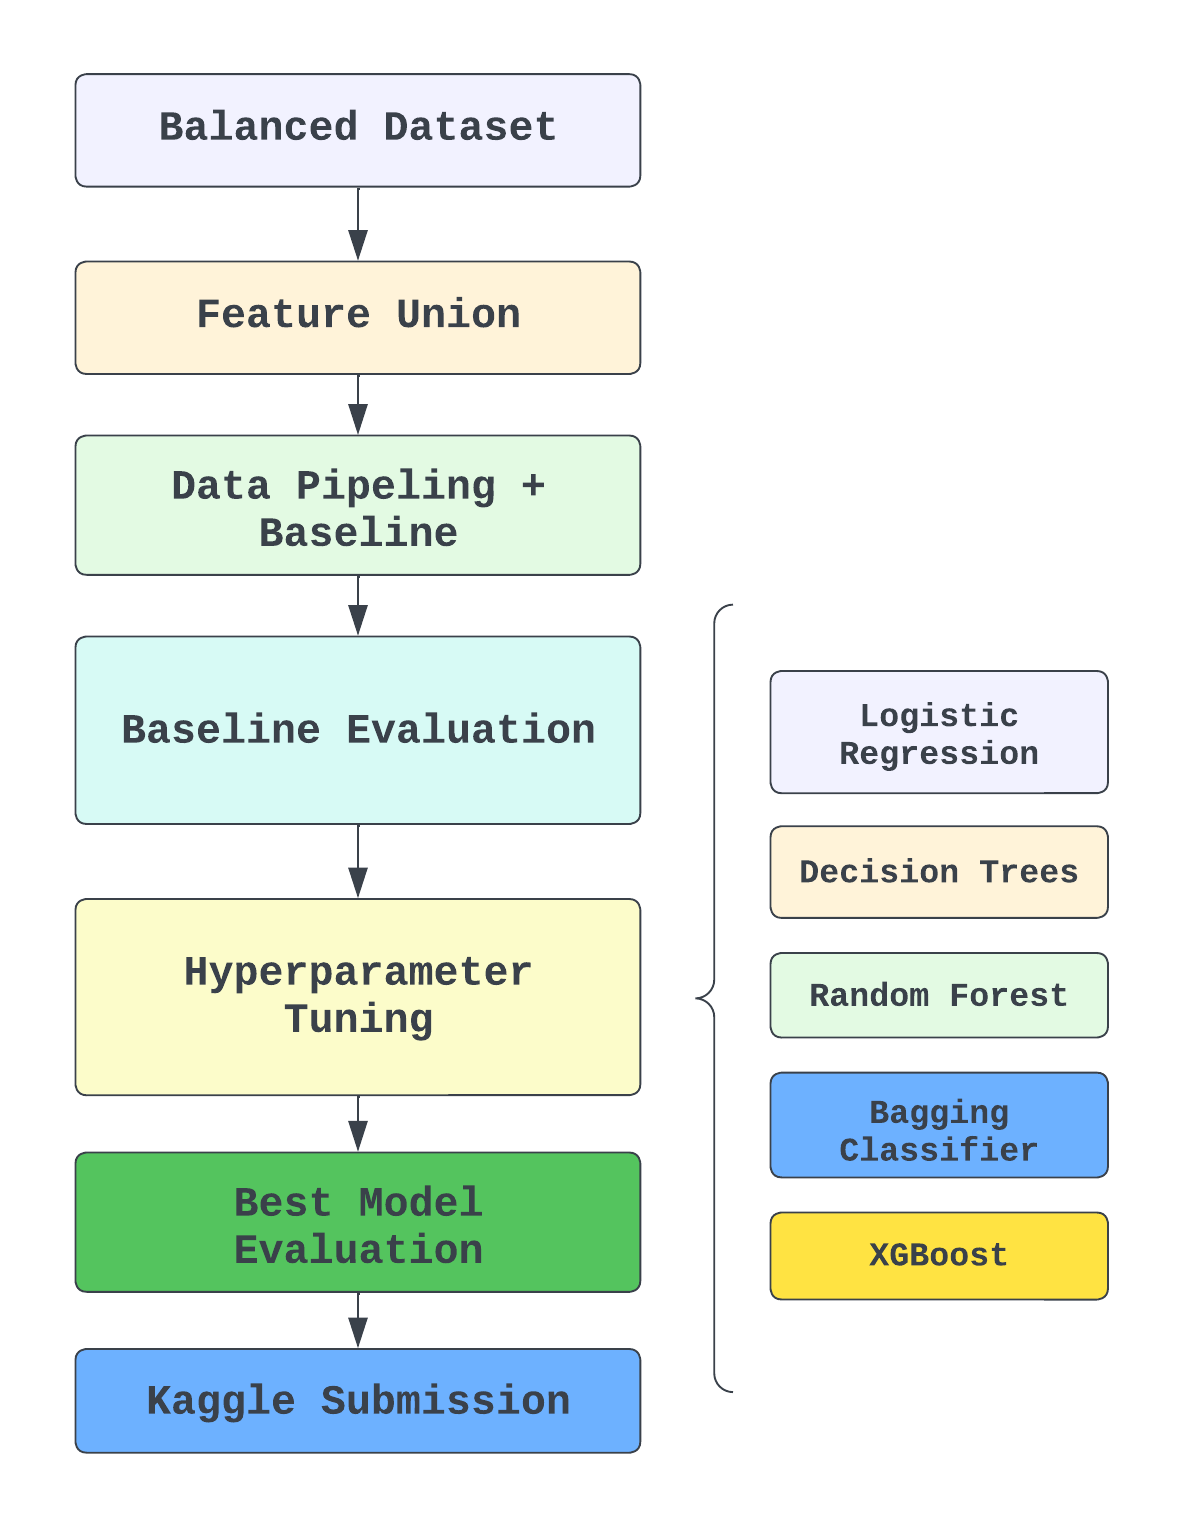 Balanced Dataset
Feature Union
Data Pipeling +
Baseline
Baseline Evaluation
Hyperparameter
Tuning
Best Model
Evaluation
Kaggle Submission
Logistic
Regression
Decision Trees
Random Forest
Bagging
Classifier
XGBoost